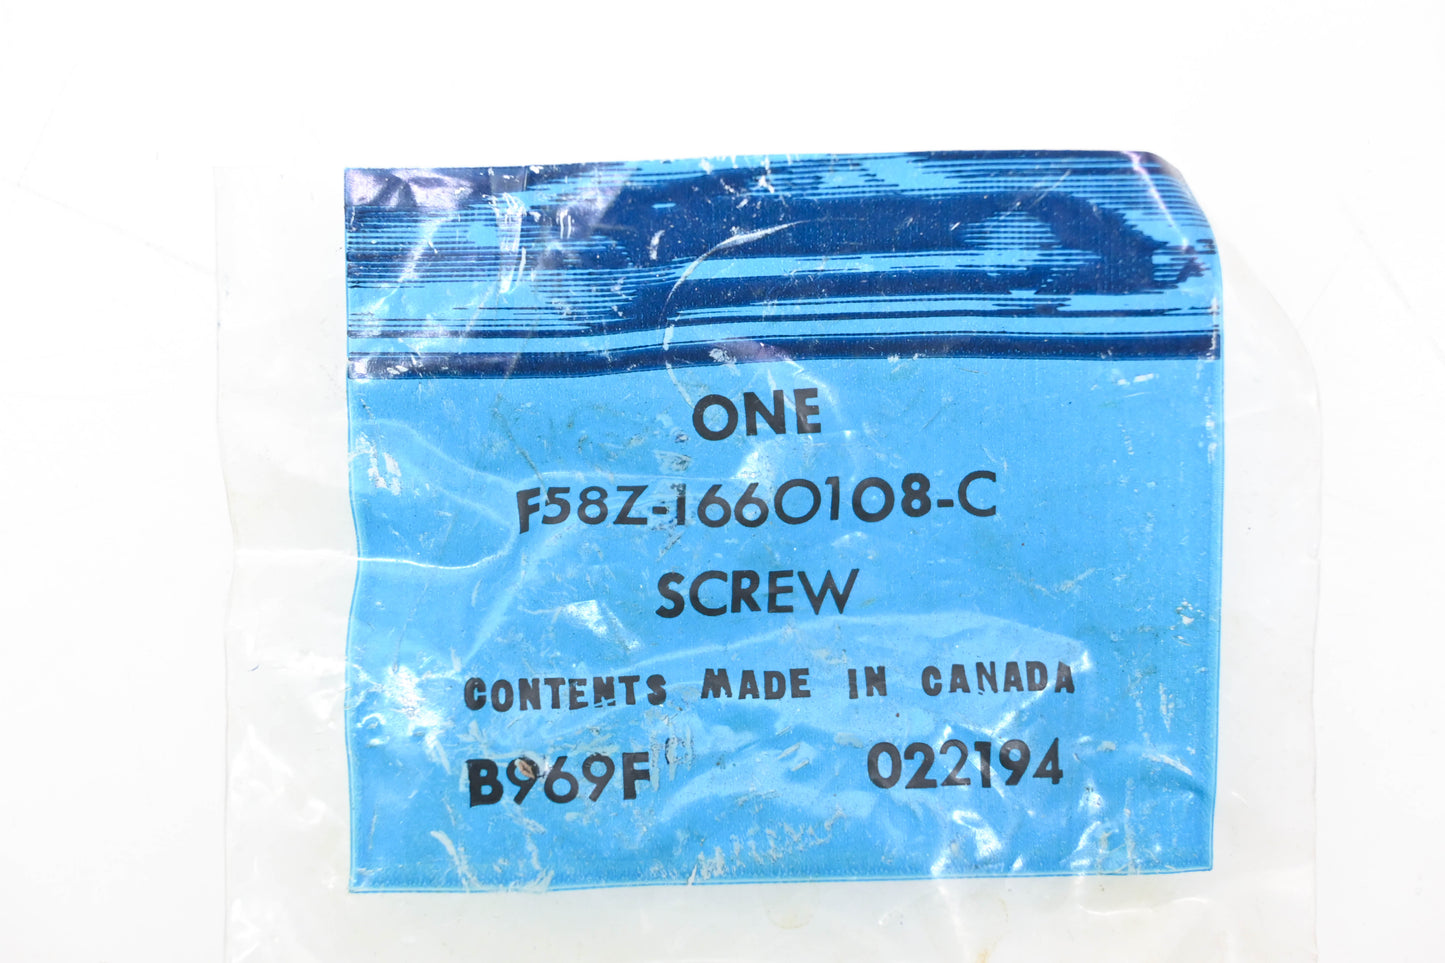 ONE
F58Z-1660108-C
SCREW
CONTENTS MADE IN CANADA
B969F 022194